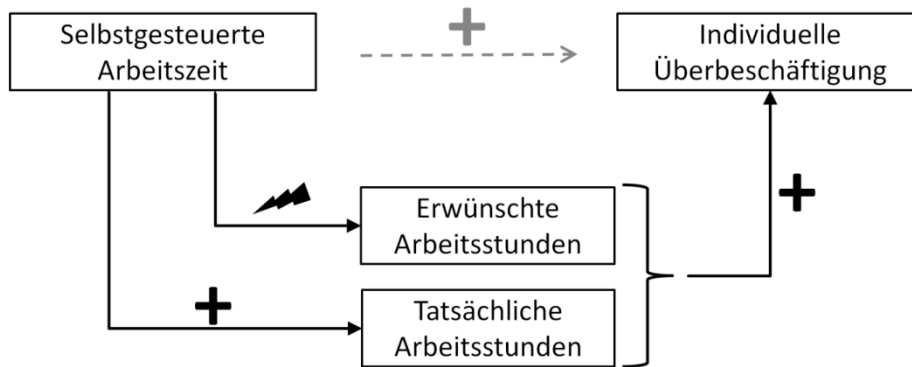 Selbstgesteuerte
Arbeitszeit
+
Individuelle
Überbeschäftigung
Erwünschte
Arbeitsstunden
+
+
Tatsächliche
Arbeitsstunden